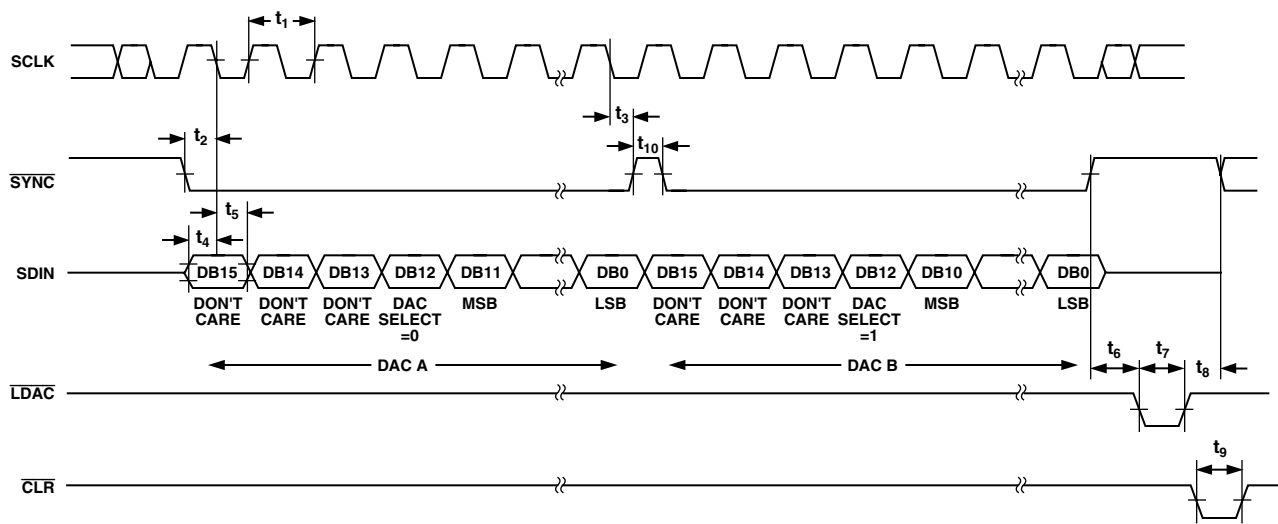 t1
SCLK
t3
t2
t10
SYNC
t5
t4
SDIN DB15 DB14 DB13 DB12 DB11 DB0 DB15 DB14 DB13 DB12 DB10 DB0
DON'T CARE DON'T CARE DON'T CARE DAC SELECT =0 MSB LSB DON'T CARE DON'T CARE DON'T CARE DAC SELECT =1 MSB LSB
t6 t7 t8
DAC A DAC B
LDAC
t9
CLR